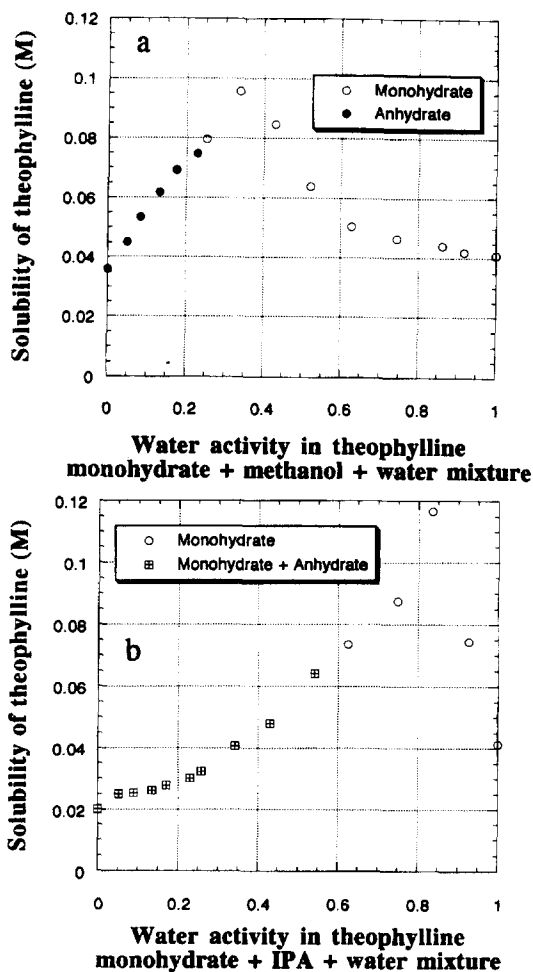 0.12
a
0.1
Monohydrate
Anhydrate
0.08
0.06
0.04
0.02
0
Solubility of theophylline (M)
0 0.2 0.4 0.6 0.8 1
Water activity in theophylline
monohydrate + methanol + water mixture
0.12
Monohydrate
Monohydrate + Anhydrate
0.1
0.08
b
0.06
0.04
0.02
0
Solubility of theophylline (M)
0 0.2 0.4 0.6 0.8 1
Water activity in theophylline
monohydrate + IPA + water mixture